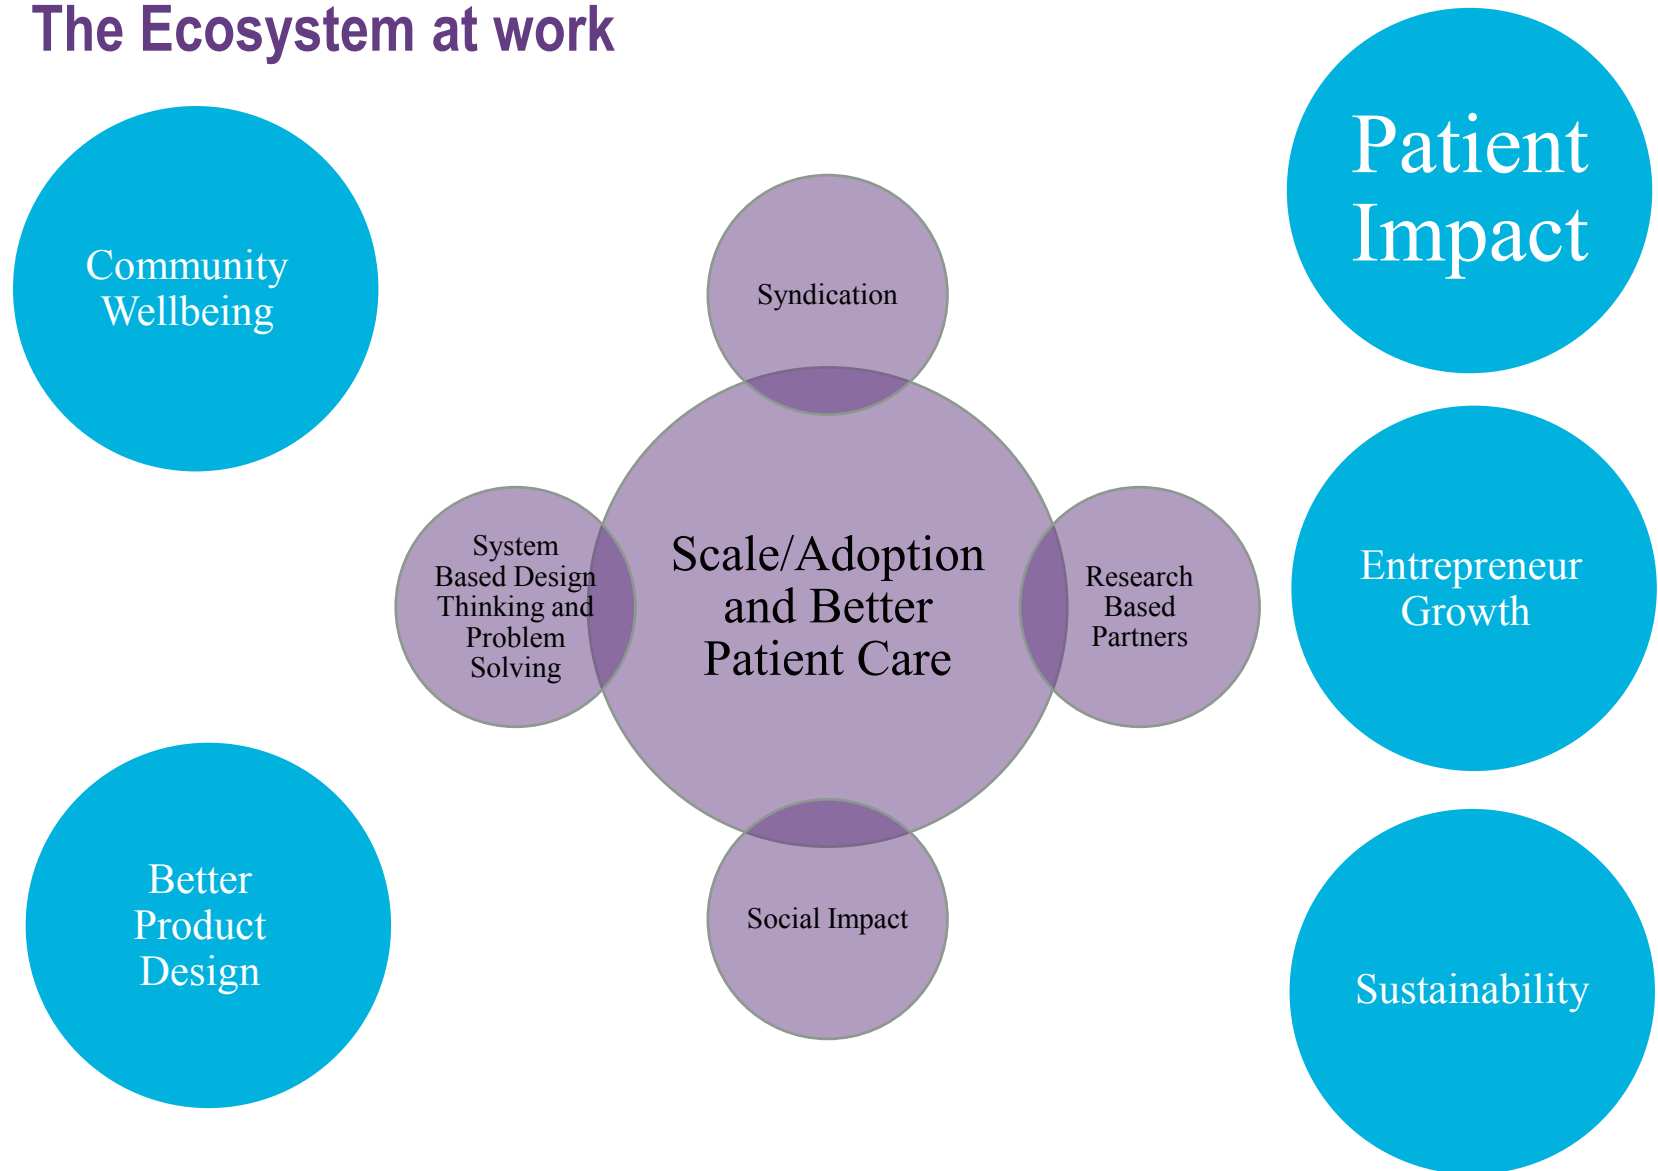 The Ecosystem at work
Community
Wellbeing
Patient
Impact
Syndication
System
Based Design
Thinking and
Problem
Solving
Scale/Adoption
and Better
Patient Care
Research
Based
Partners
Entrepreneur
Growth
Better
Product
Design
Social Impact
Sustainability